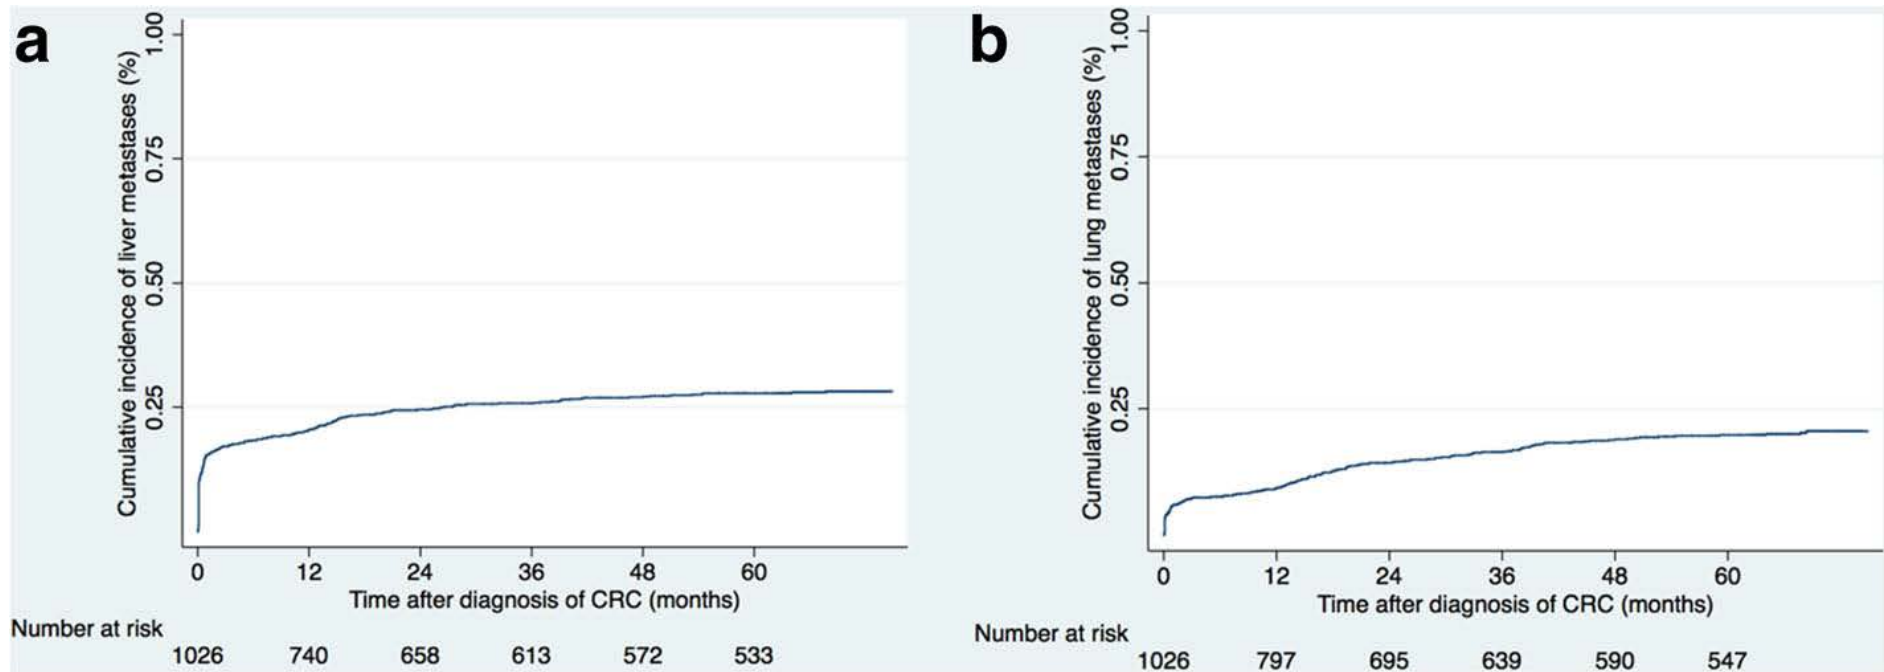 a
Cumulative incidence of liver metastases (%)
1.00
0.75
0.50
0.25
0 12 24 36 48 60
Time after diagnosis of CRC (months)
Number at risk
1026 740 658 613 572 533
b
Cumulative incidence of lung metastases (%)
1.00
0.75
0.50
0.25
0 12 24 36 48 60
Time after diagnosis of CRC (months)
Number at risk
1026 797 695 639 590 547